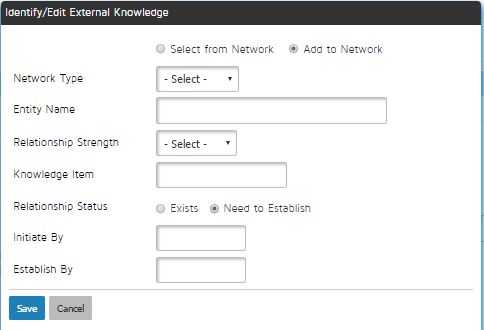 Identify/Edit External Knowledge
Select from Network Add to Network
Network Type - Select -
Entity Name
Relationship Strength - Select -
Knowledge Item
Relationship Status Exists Need to Establish
Initiate By
Establish By
Save Cancel